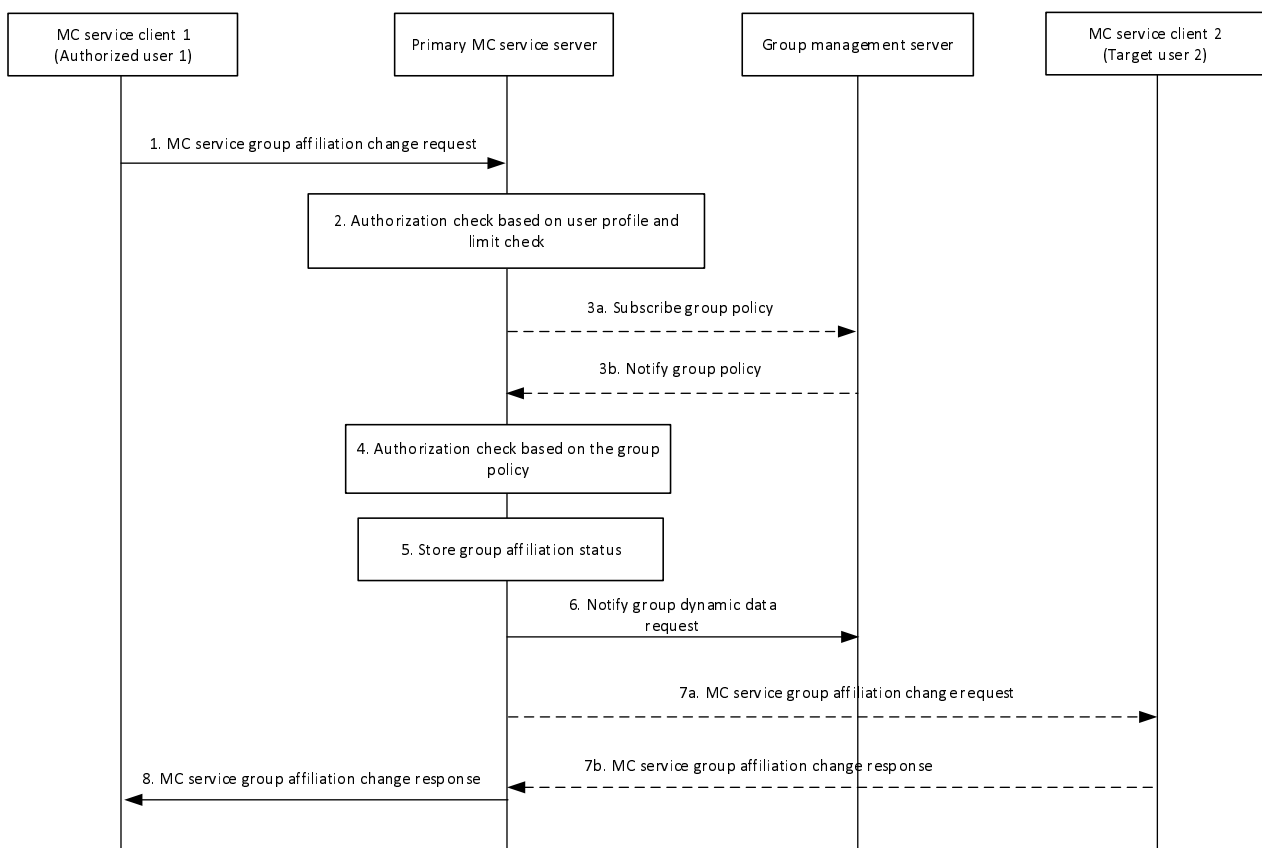 MC service client 1
(Authorized user 1)
Primary MC service server
Group management server
MC service client 2
(Target user 2)
1. MC service group affiliation change request
2. Authorization check based on user profile and
limit check
3a. Subscribe group policy
3b. Notify group policy
4. Authorization check based on the group
policy
5. Store group affiliation status
6. Notify group dynamic data
request
7a. MC service group affiliation change request
7b. MC service group affiliation change response
8. MC service group affiliation change response